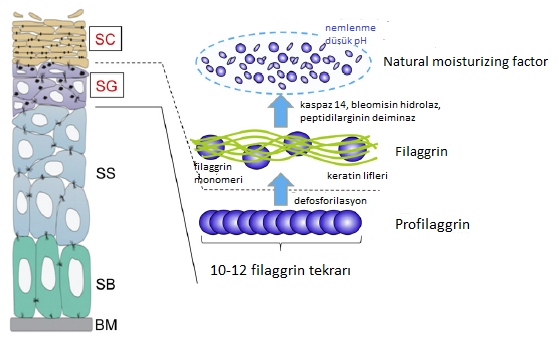 SC
SG
SS
SB
BM
nemlenme
düşük pH
Natural moisturizing factor
kaspaz 14, bleomisin hidrolaz,
peptidilarginin deiminaz
Filaggrin
filaggrin
monomeri
keratin lifleri
defosforilasyon
Profilaggrin
10-12 filaggrin tekrarı